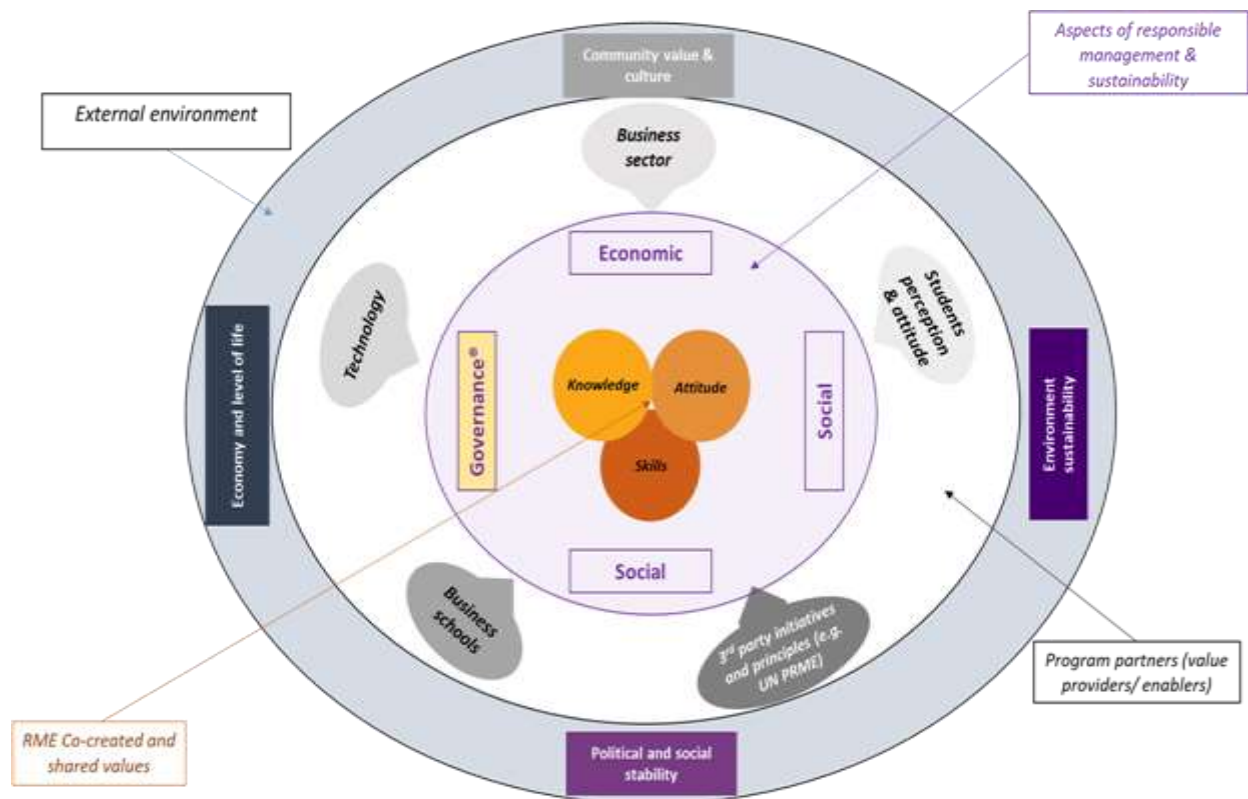 Community value &
culture
Aspects of responsible
management &
sustainability
External environment
Business
sector
Economic
Technology
Students
perception
& attitude
Economy and level of life
Governance®
Knowledge
Attitude
Skills
Social
Environment
sustainability
Social
Business
schools
3rd party initiatives
and principles (e.g.
UN PRME)
Program partners (value
providers/ enablers)
RME Co-created and
shared values
Political and social
stability